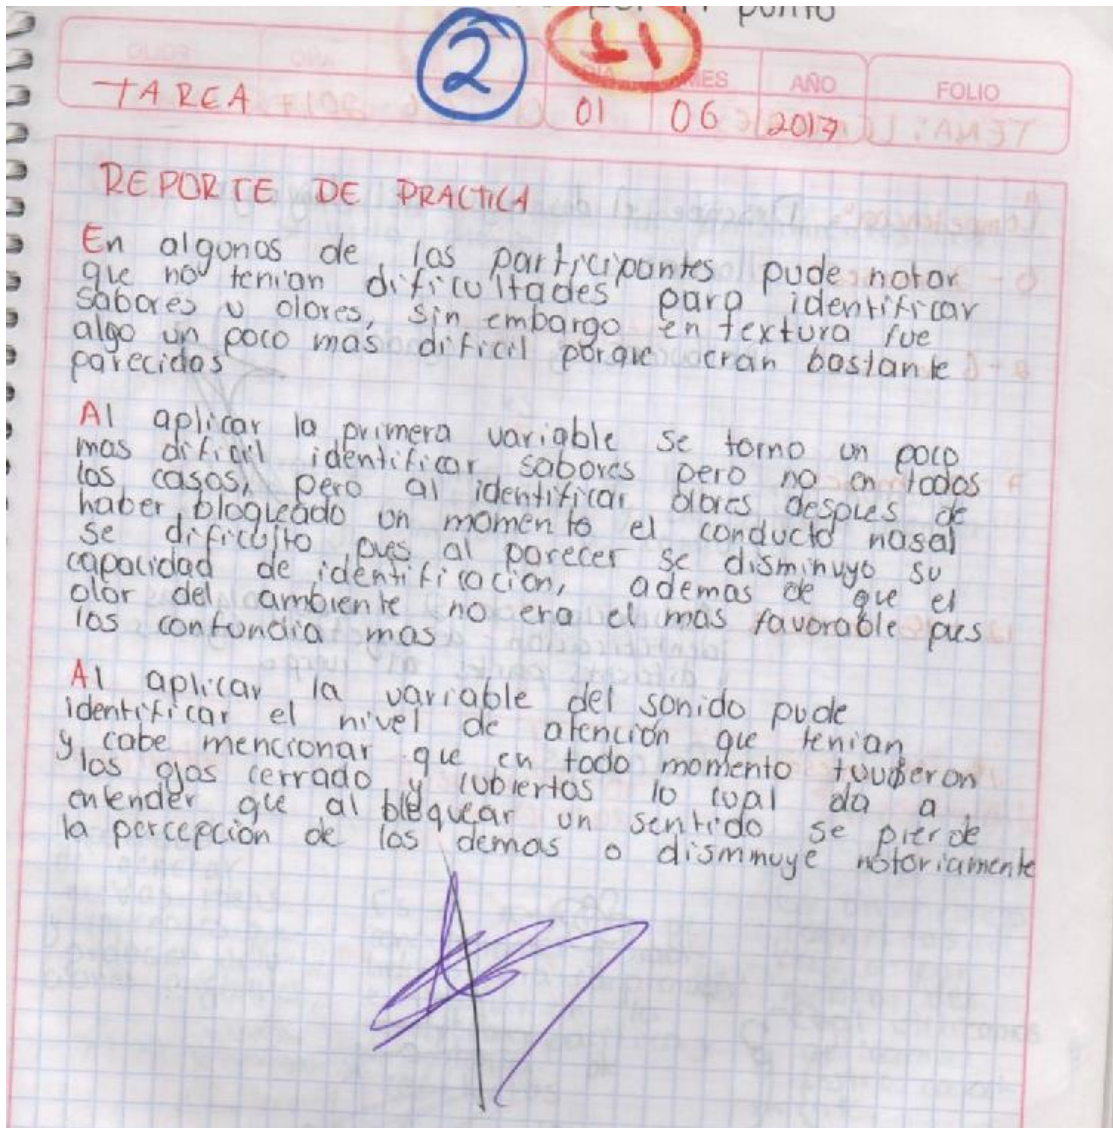 punto
2
+1
MES AÑO FOLIO
TAREA 01 06 2017
REPORTE DE PRACTICA
En algunos de los participantes pude notar
que no tenian dificultades para identificar
sabores u olores, sin embargo en textura fue
algo un poco mas dificil porque eran bastante
parecidas
Al aplicar la primera variable se torno un poco
mas dificil identificar sabores pero no en todos
los casos, pero al identificar olores despues de
haber bloqueado un momento el conducto nasal
se dificulto pues al parecer se disminuyo su
capacidad de identificacion, ademas de que el
olor del ambiente no era el mas favorable pues
los confundia mas
Al aplicar la variable del sonido pude
identificar el nivel de atención que tenian
y cabe mencionar que en todo momento tuvieron
los ojos cerrado y cubiertos lo cual da a
entender que al bloquear un sentido se pierde
la percepcion de los demas o disminuye notoriamente